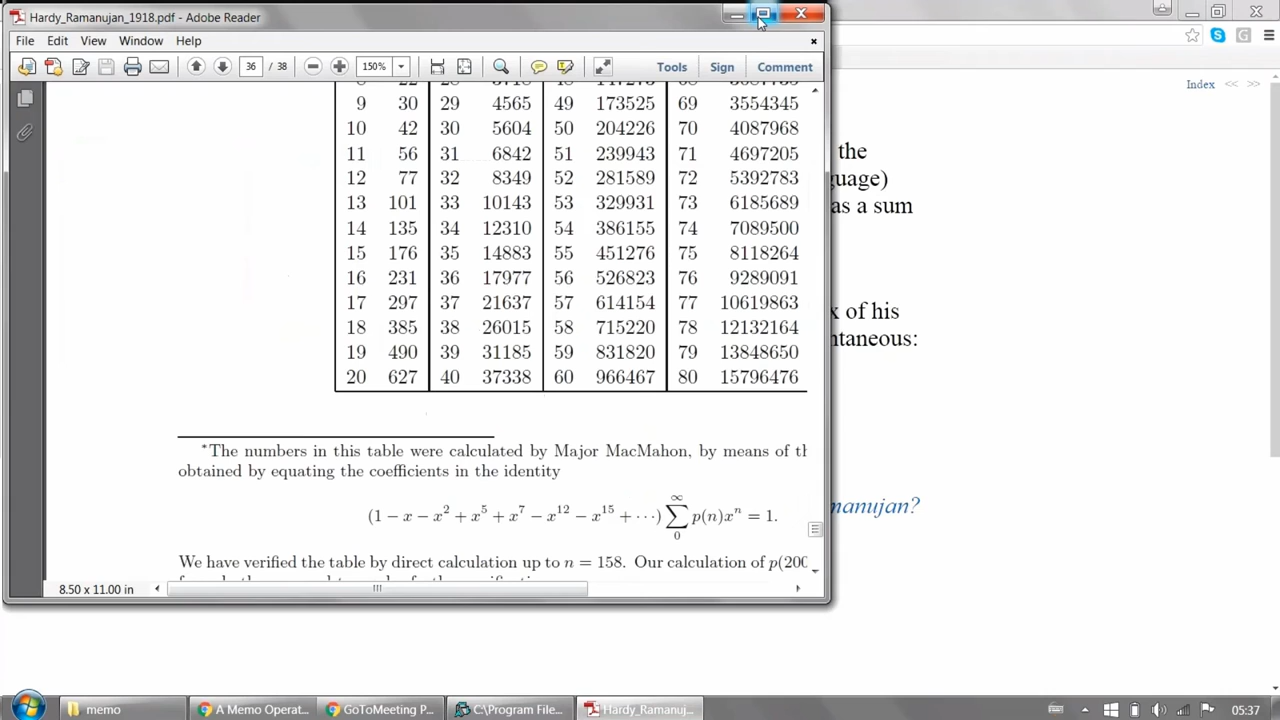 Hardy_Ramanujan_1918.pdf - Adobe Reader
File Edit View Window Help
36 / 38 150% Tools Sign Comment
Index << >>
9 30 29 4565 49 173525 69 3554345
10 42 30 5604 50 204226 70 4087968
11 56 31 6842 51 239943 71 4697205
12 77 32 8349 52 281589 72 5392783
13 101 33 10143 53 329931 73 6185689
14 135 34 12310 54 386155 74 7089500
15 176 35 14883 55 451276 75 8118264
16 231 36 17977 56 526823 76 9289091
17 297 37 21637 57 614154 77 10619863
18 385 38 26015 58 715220 78 12132164
19 490 39 31185 59 831820 79 13848650
20 627 40 37338 60 966467 80 15796476
*The numbers in this table were calculated by Major MacMahon, by means of
obtained by equating the coefficients in the identity
(1 − x − x² + x⁵ + x⁷ − x¹² − x¹⁵ + ⋯) ∑₀^∞ p(n)xⁿ = 1.
We have verified the table by direct calculation up to n = 158. Our calculation of p(200
8.50 x 11.00 in
the
guage)
as a sum
of his
ntaneous:
manujan?
memo A Memo Operat... GoToMeeting P... C:\Program File... Hardy_Ramanuj... 05:37